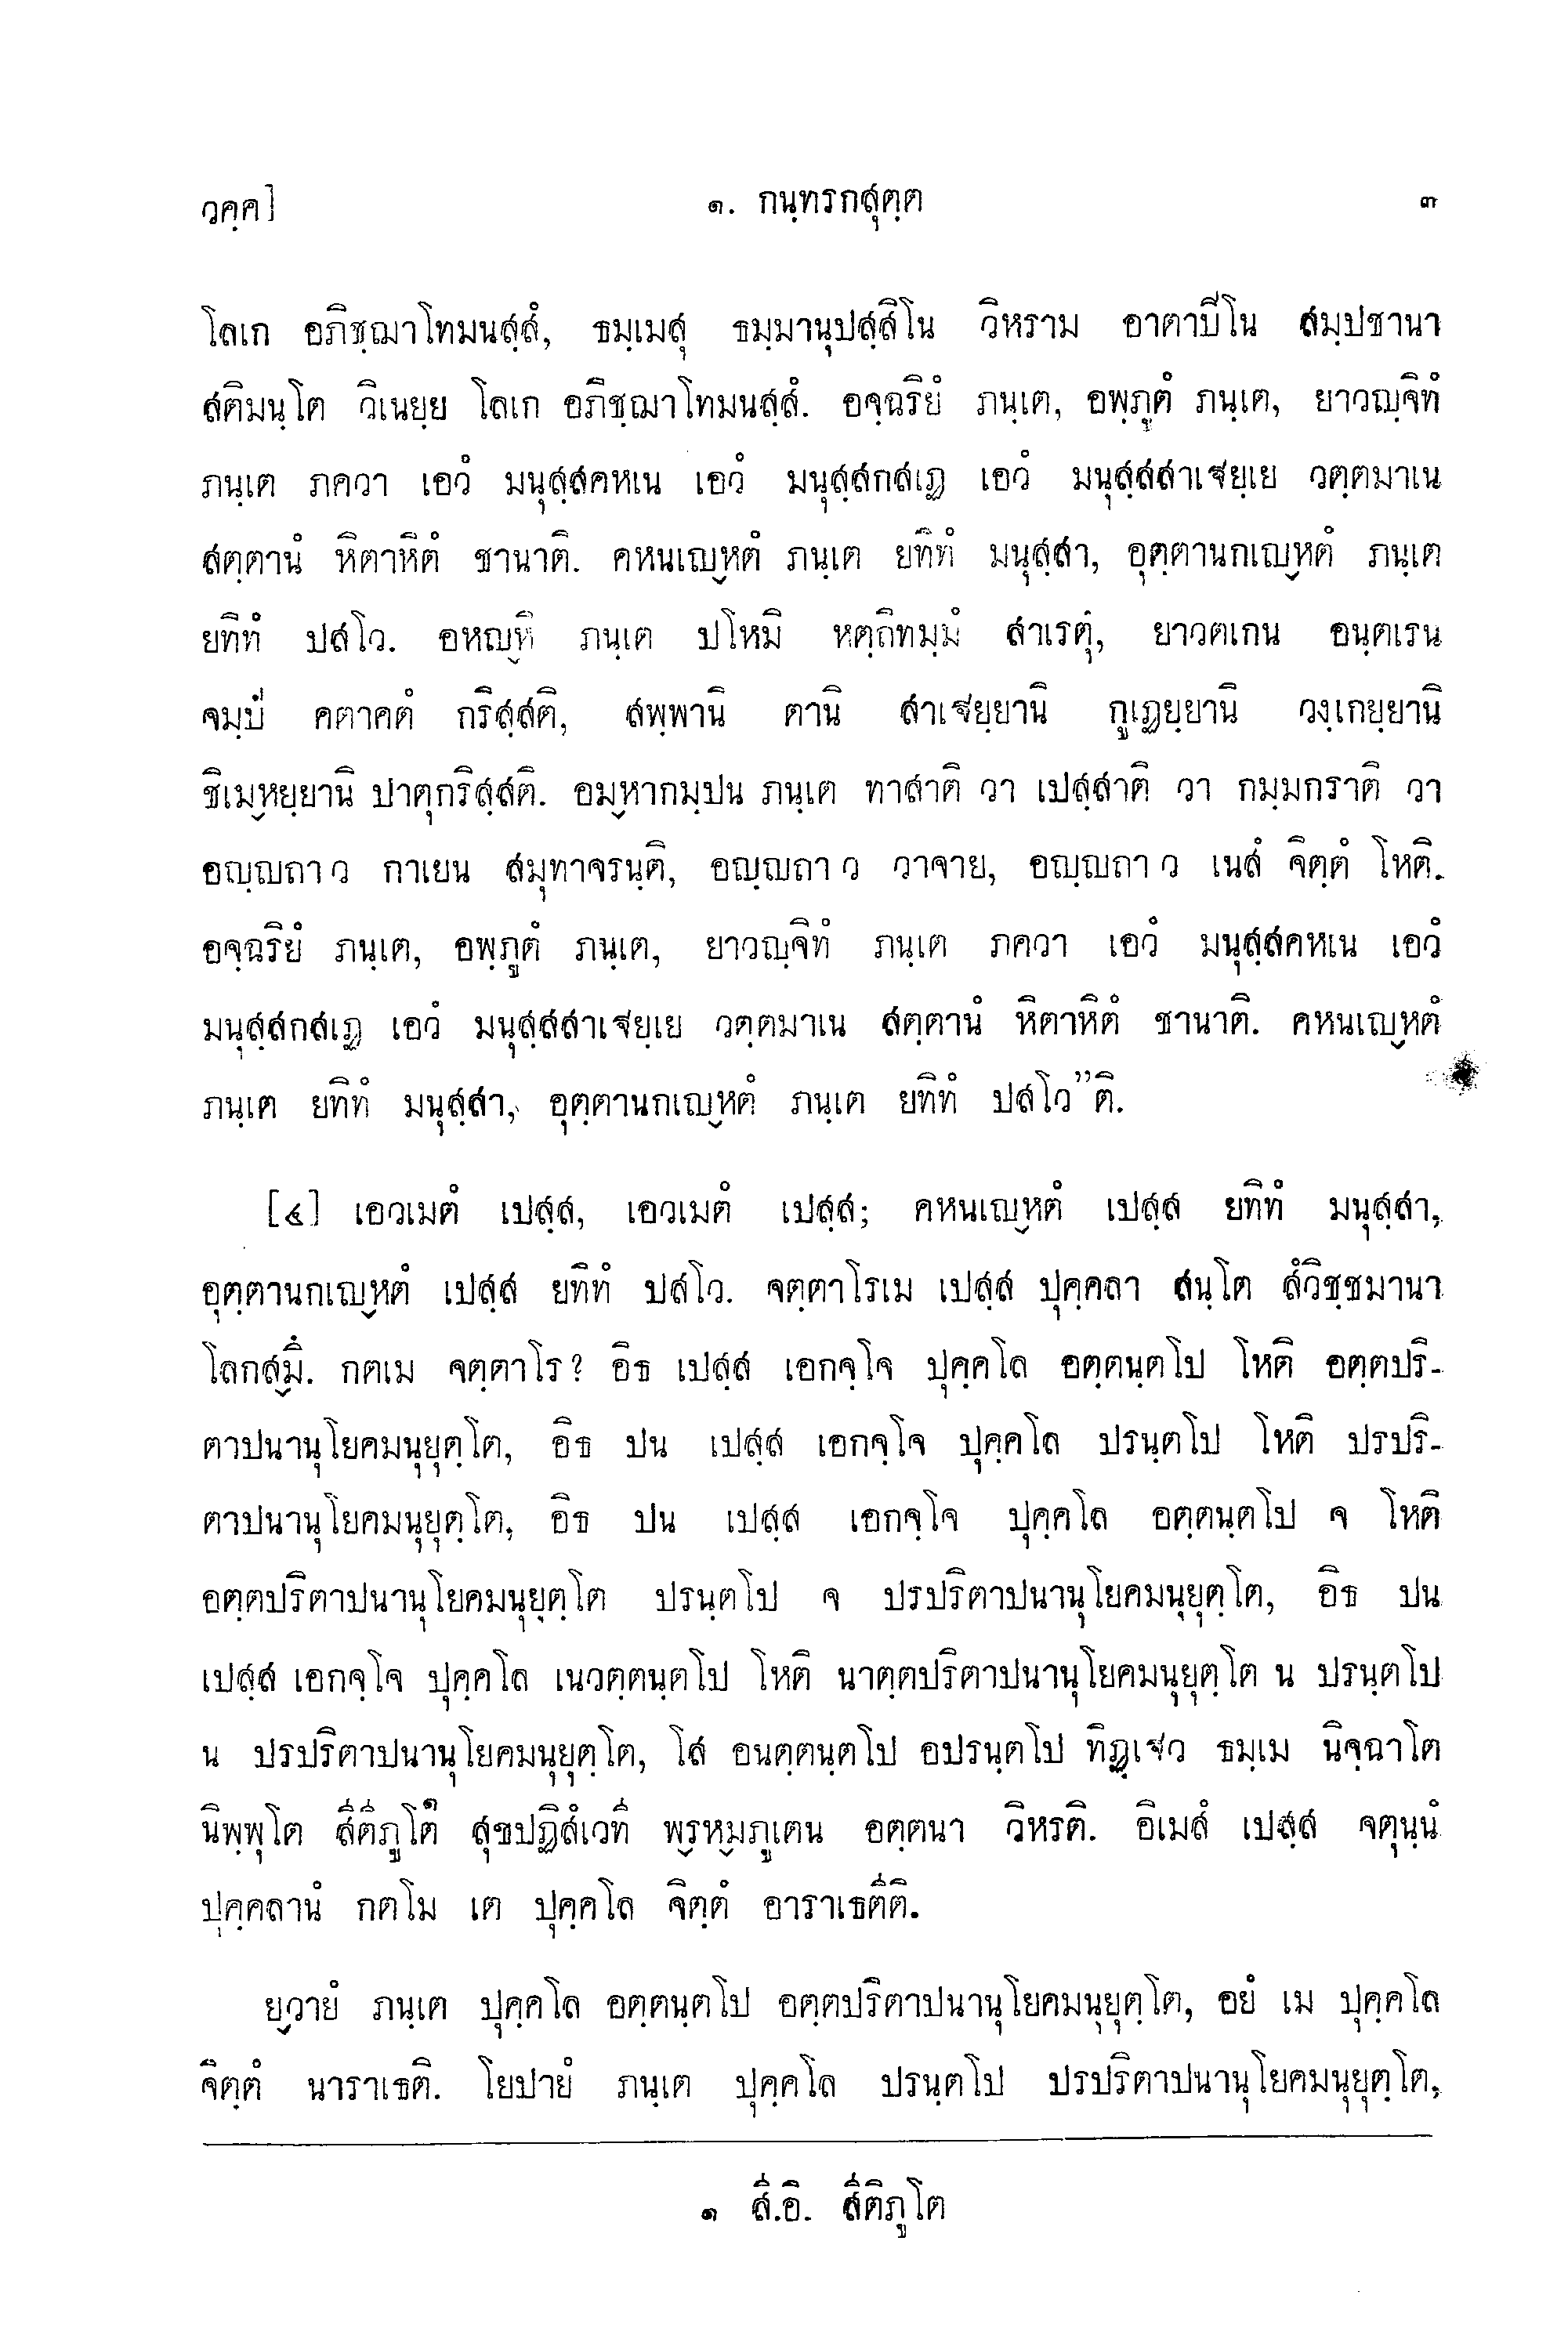 วคฺค]
๑. กนฺทรกสุตฺต
๓
โลเก อภิชฺฌาโทมนสฺสํ, ธมฺเมสุ ธมฺมานุปสฺสิโน วิหราม อาตาปิโน สมฺปชานา
สติมนฺโต วิเนยฺย โลเก อภิชฺฌาโทมนสฺสํ. อจฺฉริยํ ภนฺเต, อพฺภูตํ ภนฺเต, ยาวญฺจิทํ
ภนฺเต ภควา เอวํ มนุสฺสคหเน เอวํ มนุสฺสกสเฏ เอวํ มนุสฺสสาเฐยฺเย วตฺตมาเน
สตฺตานํ หิตาหิตํ ชานาติ. คหนเญฺหตํ ภนฺเต ยทิทํ มนุสฺสา, อุตฺตานกเญฺหตํ ภนฺเต
ยทิทํ ปสโว. อหญฺหิ ภนฺเต ปโหมิ หตฺถิทมฺมํ สาเรตุํ, ยาวตเกน อนฺตเรน
จมฺปํ คตาคตํ กริสฺสติ, สพฺพานิ ตานิ สาเฐยฺยานิ กูเฏยฺยานิ วงฺเกยฺยานิ
ชิเมฺหยฺยานิ ปาตุกริสฺสติ. อมฺหากมฺปน ภนฺเต ทาสาติ วา เปสฺสาติ วา กมฺมกราติ วา
อญฺญถา ว กาเยน สมุทาจรนฺติ, อญฺญถา ว วาจาย, อญฺญถา ว เนสํ จิตฺตํ โหติ.
อจฺฉริยํ ภนฺเต, อพฺภูตํ ภนฺเต, ยาวญฺจิทํ ภนฺเต ภควา เอวํ มนุสฺสคหเน เอวํ
มนุสฺสกสเฏ เอวํ มนุสฺสสาเฐยฺเย วตฺตมาเน สตฺตานํ หิตาหิตํ ชานาติ. คหนเญฺหตํ
ภนฺเต ยทิทํ มนุสฺสา, อุตฺตานกเญฺหตํ ภนฺเต ยทิทํ ปสโว”ติ.
[๔] เอวเมตํ เปสฺส, เอวเมตํ เปสฺส; คหนเญฺหตํ เปสฺส ยทิทํ มนุสฺสา,
อุตฺตานกเญฺหตํ เปสฺส ยทิทํ ปสโว. จตฺตาโรเม เปสฺส ปุคฺคลา สนฺโต สํวิชฺชมานา
โลกสฺมิํ. กตเม จตฺตาโร? อิธ เปสฺส เอกจฺโจ ปุคฺคโล อตฺตนฺตโป โหติ อตฺตปริ-
ตาปนานุโยคมนุยุตฺโต, อิธ ปน เปสฺส เอกจฺโจ ปุคฺคโล ปรนฺตโป โหติ ปรปริ-
ตาปนานุโยคมนุยุตฺโต, อิธ ปน เปสฺส เอกจฺโจ ปุคฺคโล อตฺตนฺตโป จ โหติ
อตฺตปริตาปนานุโยคมนุยุตฺโต ปรนฺตโป จ ปรปริตาปนานุโยคมนุยุตฺโต, อิธ ปน
เปสฺส เอกจฺโจ ปุคฺคโล เนวตฺตนฺตโป โหติ นาตฺตปริตาปนานุโยคมนุยุตฺโต น ปรนฺตโป
น ปรปริตาปนานุโยคมนุยุตฺโต, โส อนตฺตนฺตโป อปรนฺตโป ทิฏฺเฐว ธมฺเม นิจฺฉาโต
นิพฺพุโต สีตีภูโต๑ สุขปฏิสํเวที พฺรหฺมภูเตน อตฺตนา วิหรติ. อิเมสํ เปสฺส จตุนฺนํ
ปุคฺคลานํ กตโม เต ปุคฺคโล จิตฺตํ อาราเธตีติ.
ยฺวายํ ภนฺเต ปุคฺคโล อตฺตนฺตโป อตฺตปริตาปนานุโยคมนุยุตฺโต, อยํ เม ปุคฺคโล
จิตฺตํ นาราเธติ. โยปายํ ภนฺเต ปุคฺคโล ปรนฺตโป ปรปริตาปนานุโยคมนุยุตฺโต,
๑ สี.อิ. สีติภูโต